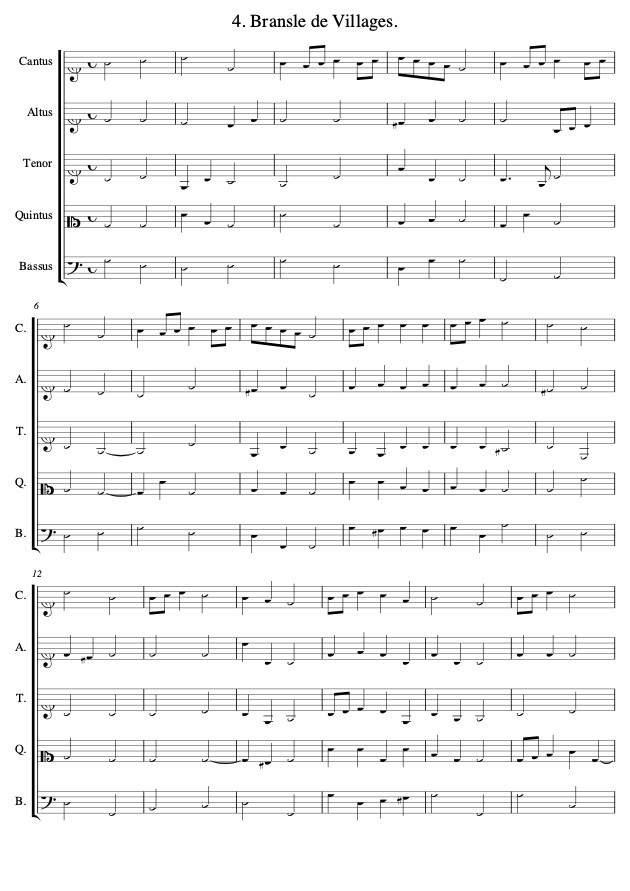 4. Bransle de Villages.
Cantus
Altus
Tenor
Quintus
Bassus
6
C.
A.
T.
Q.
B.
12
C.
A.
T.
Q.
B.